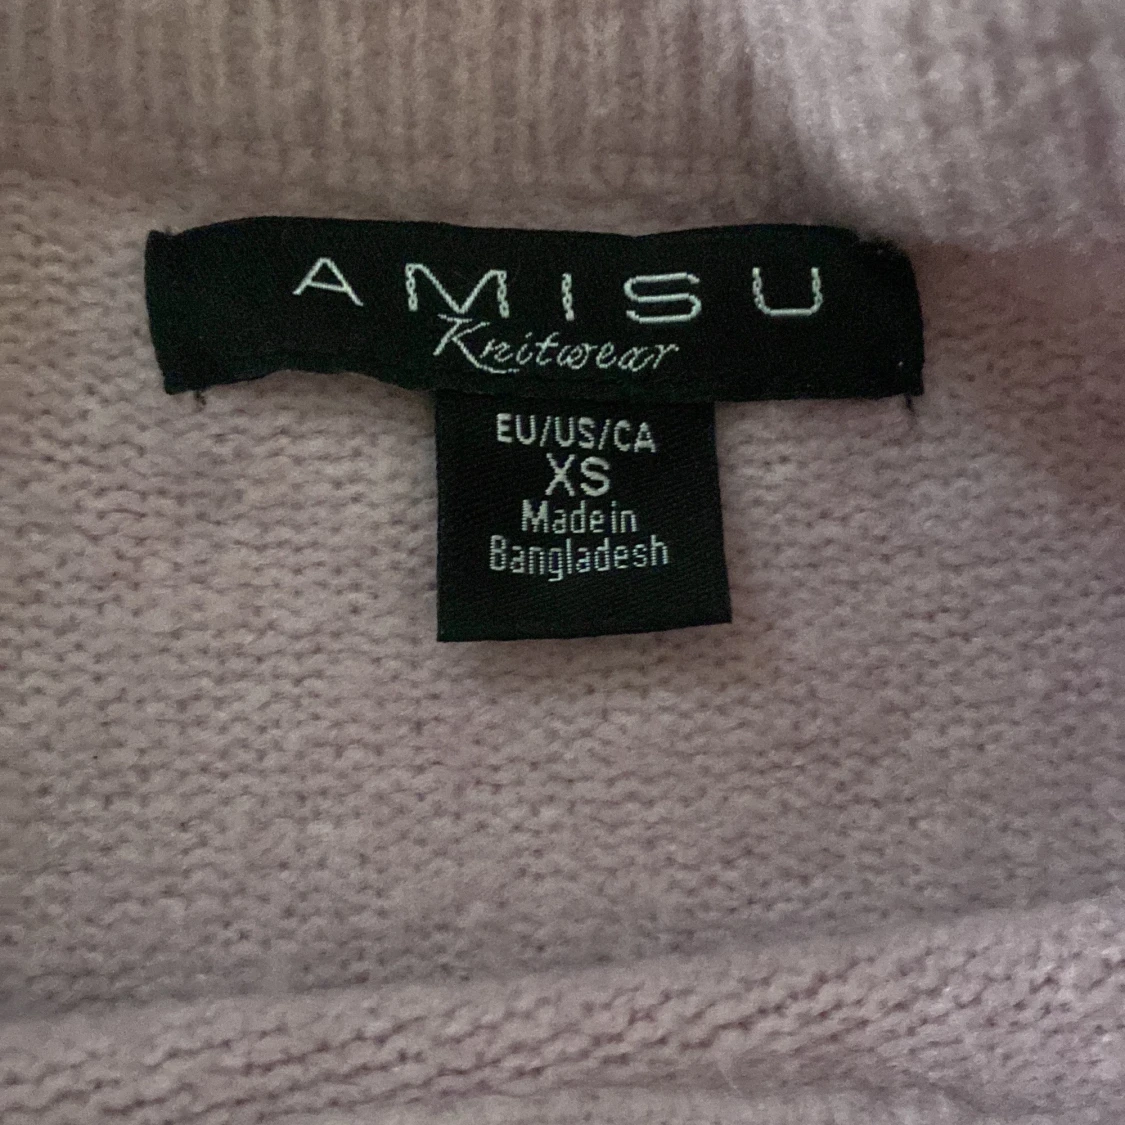 AMISU
Knitwear
EU/US/CA
XS
Made in
Bangladesh